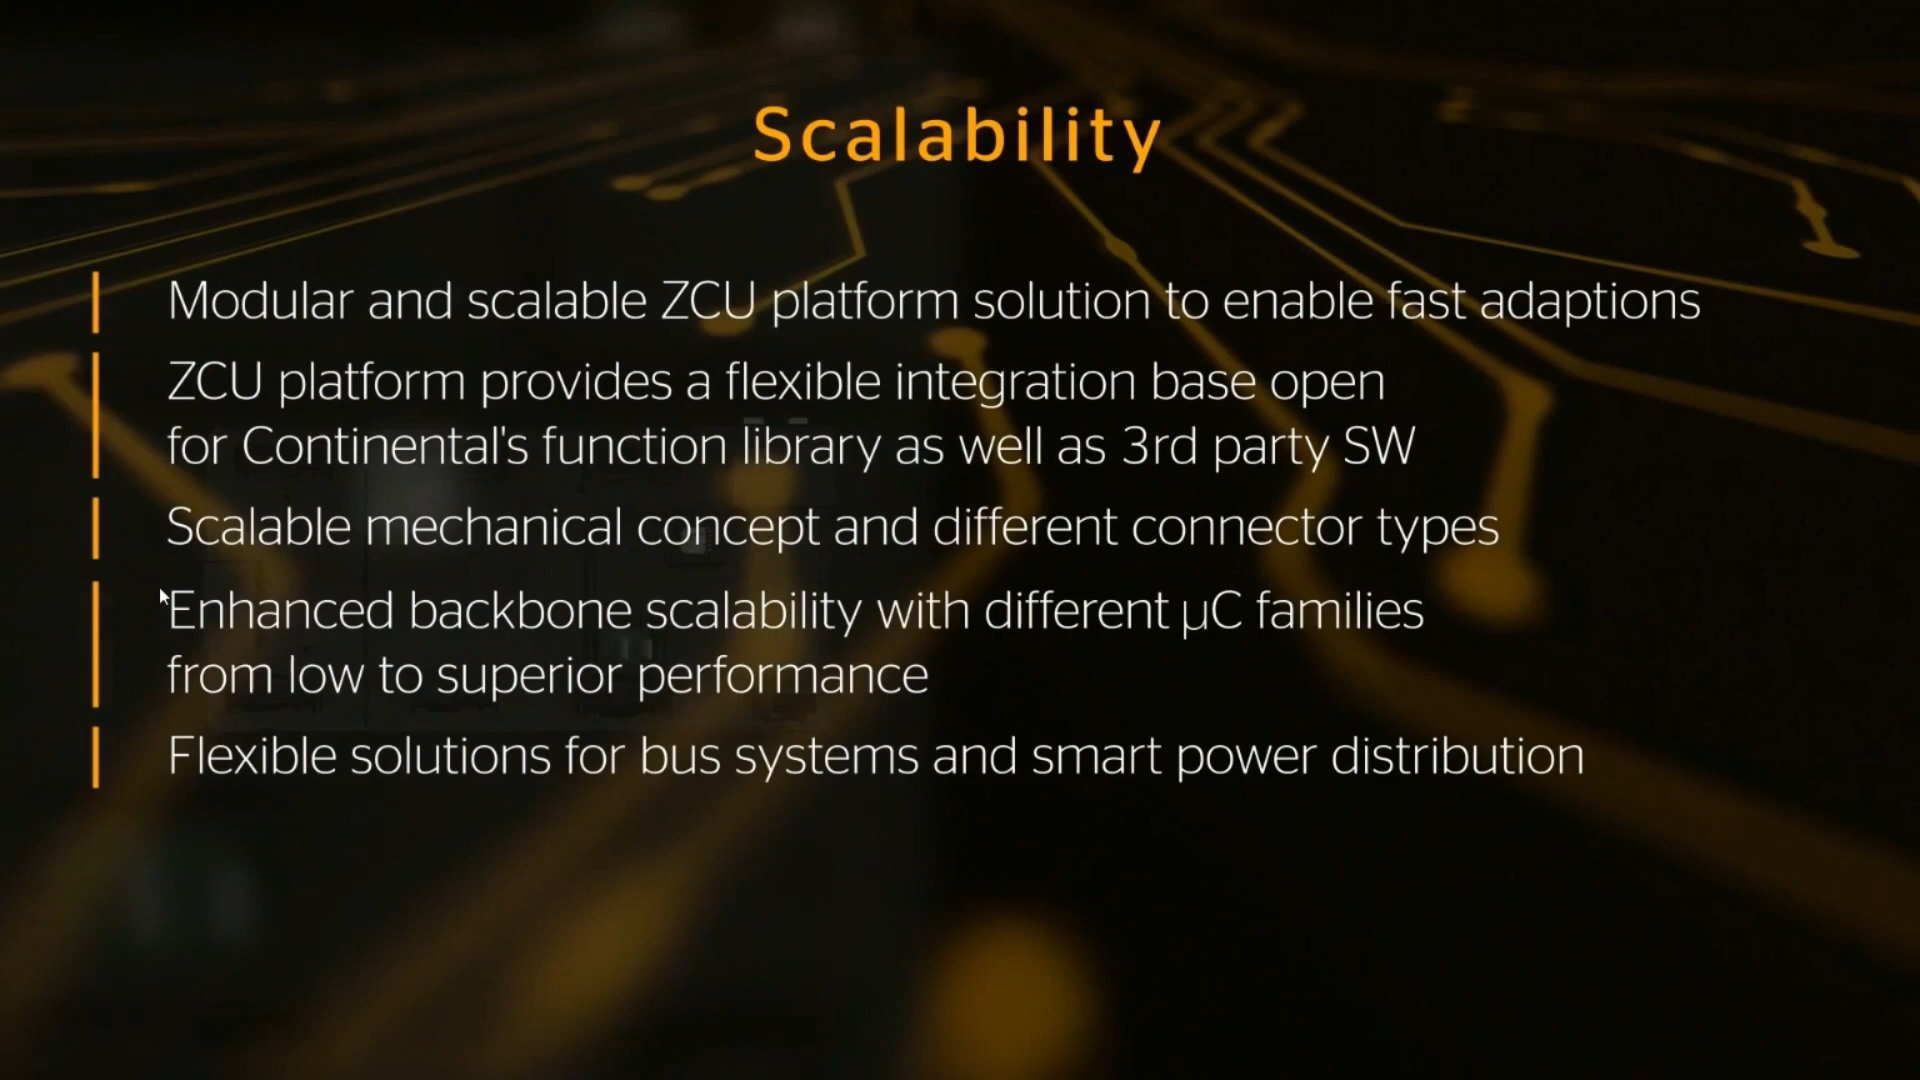 Scalability
Modular and scalable ZCU platform solution to enable fast adaptions
ZCU platform provides a flexible integration base open
for Continental's function library as well as 3rd party SW
Scalable mechanical concept and different connector types
Enhanced backbone scalability with different µC families
from low to superior performance
Flexible solutions for bus systems and smart power distribution